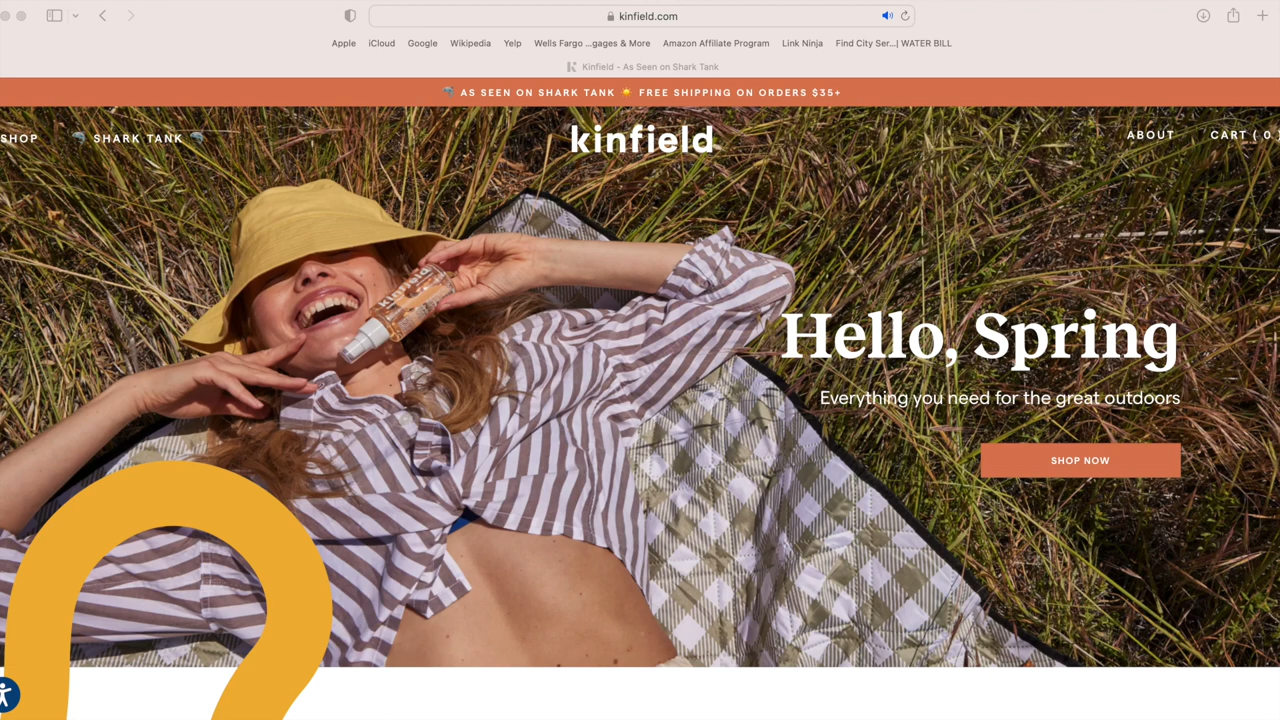 kinfield.com
Apple iCloud Google Wikipedia Yelp Wells Fargo ...gages & More Amazon Affiliate Program Link Ninja Find City Ser...| WATER BILL
Kinfield - As Seen on Shark Tank
AS SEEN ON SHARK TANK ☀️ FREE SHIPPING ON ORDERS $35+
SHOP 🦈 SHARK TANK 🦈 kinfield ABOUT CART ( 0
kinfield
Hello, Spring
Everything you need for the great outdoors
SHOP NOW